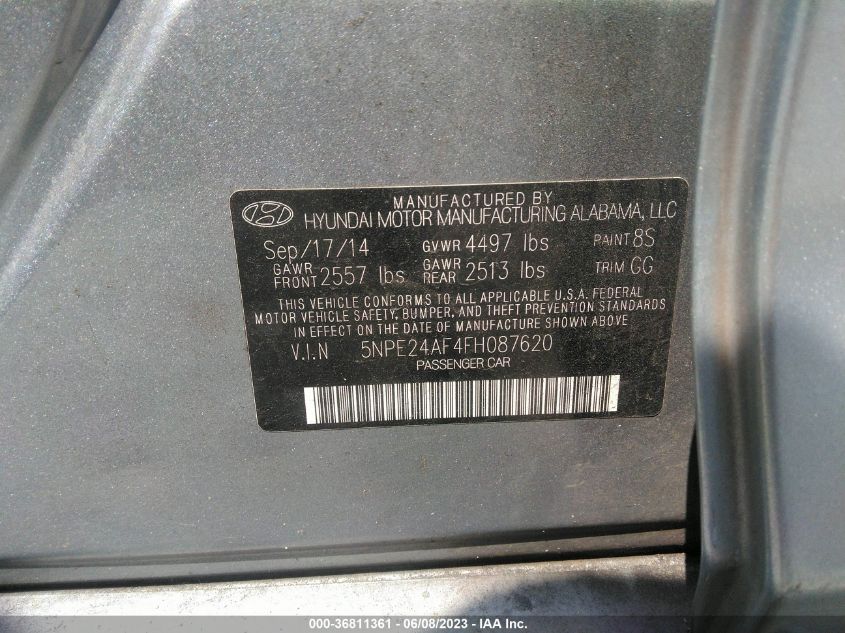 MANUFACTURED BY
HYUNDAI MOTOR MANUFACTURING ALABAMA, LLC
Sep/17/14 GVWR 4497 lbs PAINT 8S
GAWR FRONT 2557 lbs GAWR REAR 2513 lbs TRIM GG
THIS VEHICLE CONFORMS TO ALL APPLICABLE U.S.A. FEDERAL
MOTOR VEHICLE SAFETY, BUMPER, AND THEFT PREVENTION STANDARDS
IN EFFECT ON THE DATE OF MANUFACTURE SHOWN ABOVE
V.I.N 5NPE24AF4FH087620
PASSENGER CAR
000-36811361 - 06/08/2023 - © IAA Inc.